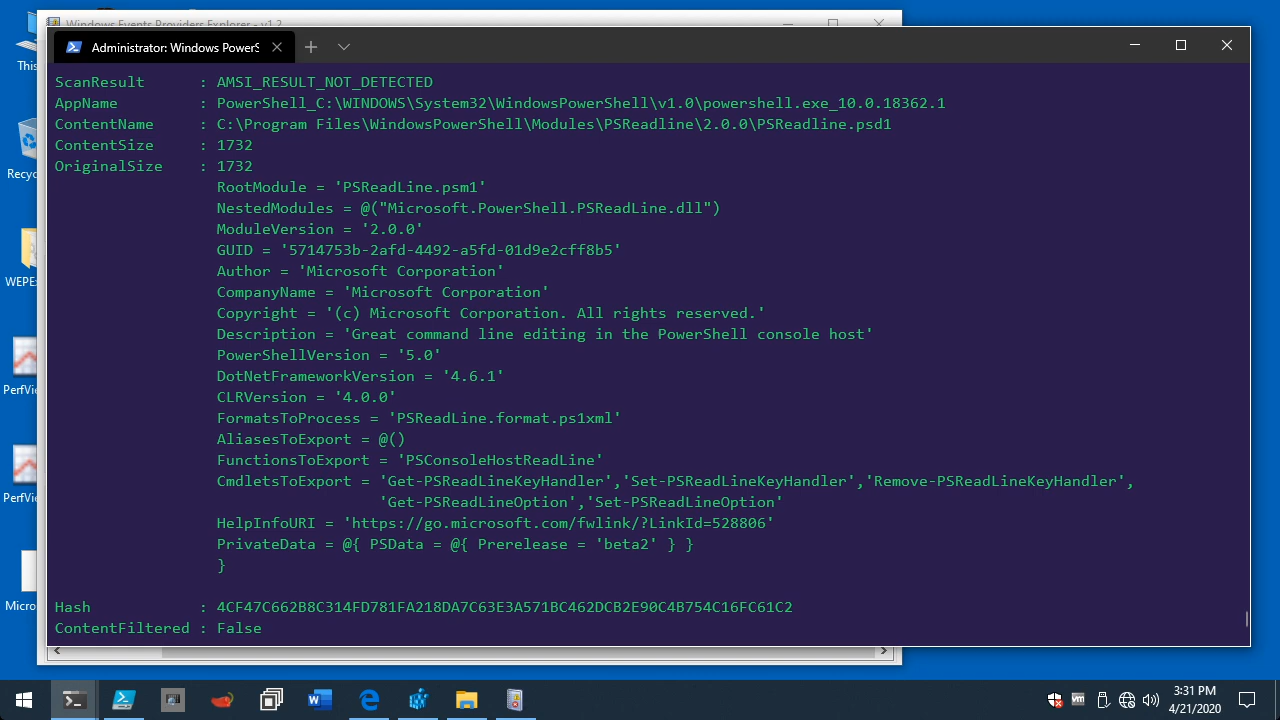 Windows Events Providers Explorer - v1.2
Administrator: Windows PowerS
This
Recyc
WEPEx
PerfVie
PerfVie
Micros
ScanResult : AMSI_RESULT_NOT_DETECTED
AppName : PowerShell_C:\WINDOWS\System32\WindowsPowerShell\v1.0\powershell.exe_10.0.18362.1
ContentName : C:\Program Files\WindowsPowerShell\Modules\PSReadline\2.0.0\PSReadline.psd1
ContentSize : 1732
OriginalSize : 1732
RootModule = 'PSReadLine.psm1'
NestedModules = @("Microsoft.PowerShell.PSReadLine.dll")
ModuleVersion = '2.0.0'
GUID = '5714753b-2afd-4492-a5fd-01d9e2cff8b5'
Author = 'Microsoft Corporation'
CompanyName = 'Microsoft Corporation'
Copyright = '(c) Microsoft Corporation. All rights reserved.'
Description = 'Great command line editing in the PowerShell console host'
PowerShellVersion = '5.0'
DotNetFrameworkVersion = '4.6.1'
CLRVersion = '4.0.0'
FormatsToProcess = 'PSReadLine.format.ps1xml'
AliasesToExport = @()
FunctionsToExport = 'PSConsoleHostReadLine'
CmdletsToExport = 'Get-PSReadLineKeyHandler','Set-PSReadLineKeyHandler','Remove-PSReadLineKeyHandler',
'Get-PSReadLineOption','Set-PSReadLineOption'
HelpInfoURI = 'https://go.microsoft.com/fwlink/?LinkId=528806'
PrivateData = @{ PSData = @{ Prerelease = 'beta2' } }
}
Hash : 4CF47C662B8C314FD781FA218DA7C63E3A571BC462DCB2E90C4B754C16FC61C2
ContentFiltered : False
3:31 PM
4/21/2020